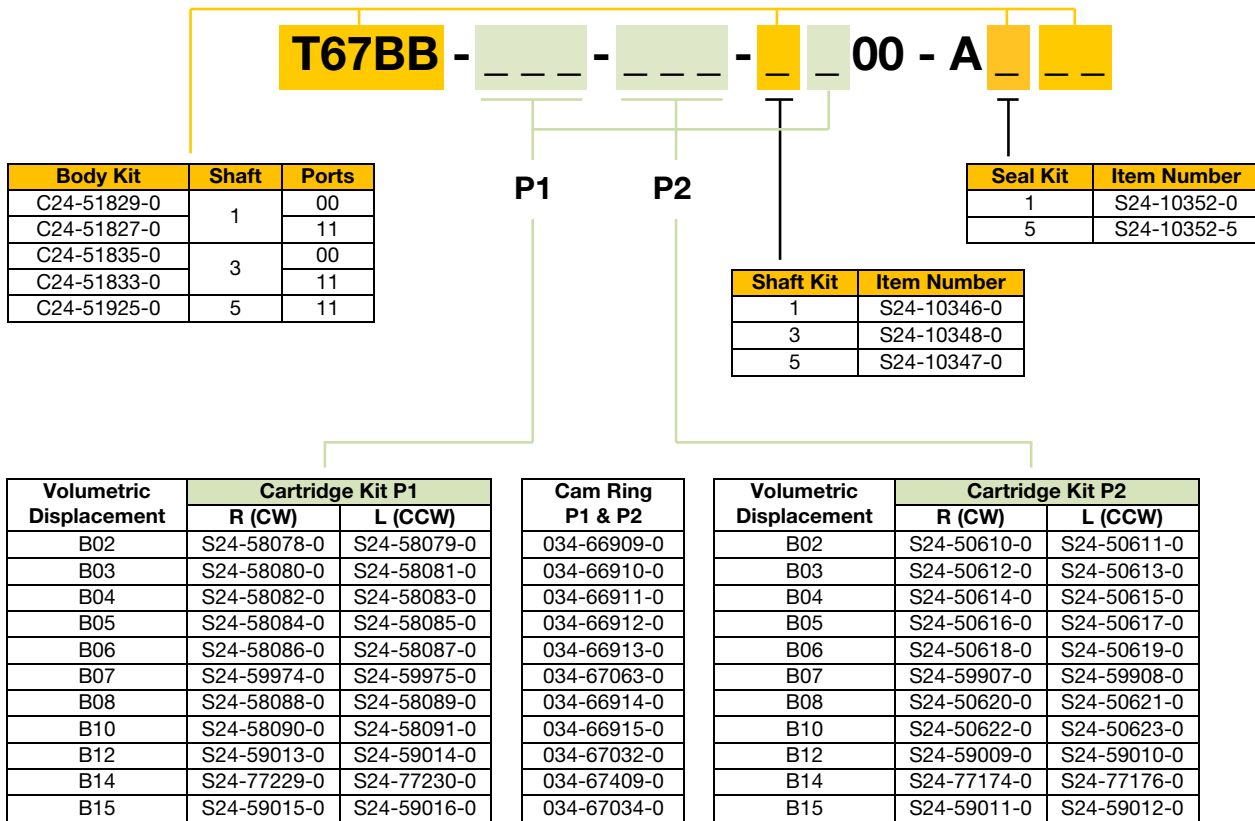 T67BB - _ _ _ - _ _ _ - _ _ 00 - A _ _ _
Body Kit Shaft Ports
C24-51829-0 1 00
C24-51827-0 11
C24-51835-0 3 00
C24-51833-0 11
C24-51925-0 5 11
P1
P2
Seal Kit Item Number
1 S24-10352-0
5 S24-10352-5
Shaft Kit Item Number
1 S24-10346-0
3 S24-10348-0
5 S24-10347-0
Volumetric Displacement Cartridge Kit P1
R (CW) L (CCW)
B02 S24-58078-0 S24-58079-0
B03 S24-58080-0 S24-58081-0
B04 S24-58082-0 S24-58083-0
B05 S24-58084-0 S24-58085-0
B06 S24-58086-0 S24-58087-0
B07 S24-59974-0 S24-59975-0
B08 S24-58088-0 S24-58089-0
B10 S24-58090-0 S24-58091-0
B12 S24-59013-0 S24-59014-0
B14 S24-77229-0 S24-77230-0
B15 S24-59015-0 S24-59016-0
Cam Ring
P1 & P2
034-66909-0
034-66910-0
034-66911-0
034-66912-0
034-66913-0
034-67063-0
034-66914-0
034-66915-0
034-67032-0
034-67409-0
034-67034-0
Volumetric Displacement Cartridge Kit P2
R (CW) L (CCW)
B02 S24-50610-0 S24-50611-0
B03 S24-50612-0 S24-50613-0
B04 S24-50614-0 S24-50615-0
B05 S24-50616-0 S24-50617-0
B06 S24-50618-0 S24-50619-0
B07 S24-59907-0 S24-59908-0
B08 S24-50620-0 S24-50621-0
B10 S24-50622-0 S24-50623-0
B12 S24-59009-0 S24-59010-0
B14 S24-77174-0 S24-77176-0
B15 S24-59011-0 S24-59012-0